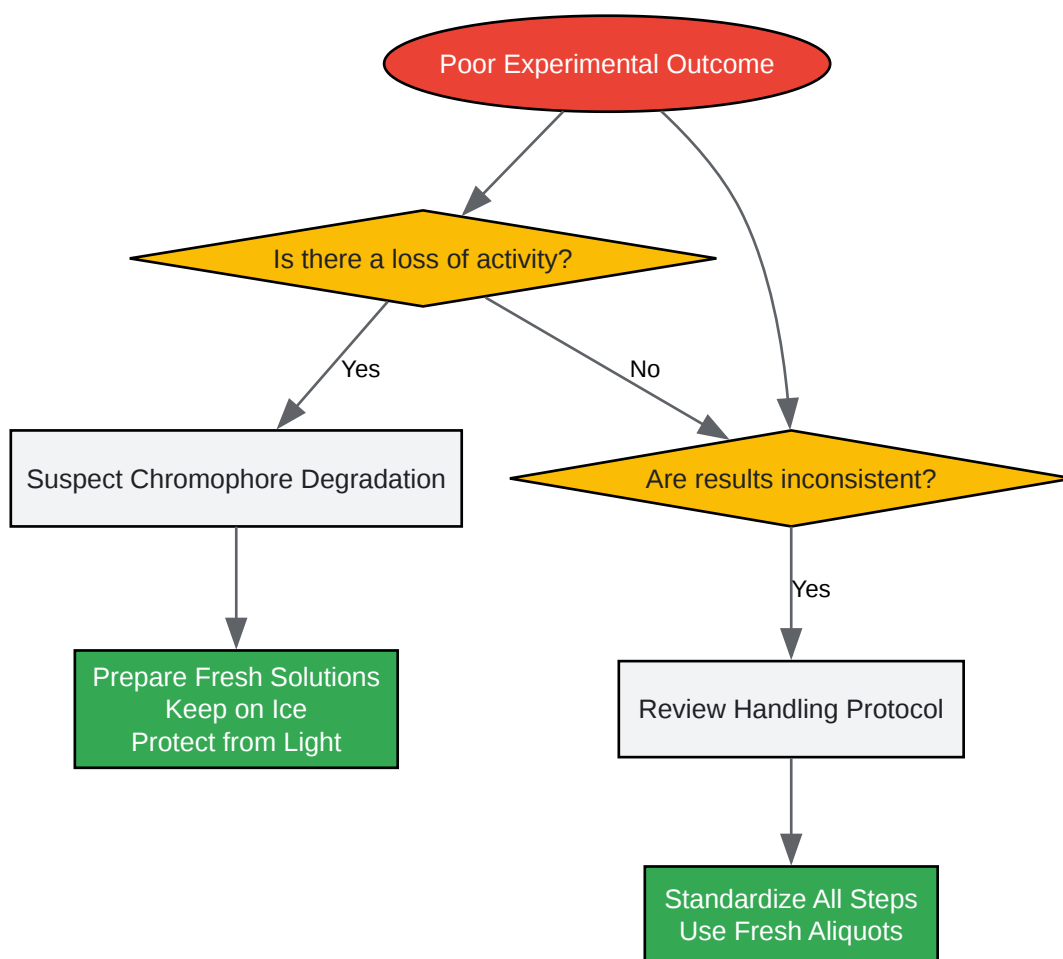 Poor Experimental Outcome
Is there a loss of activity?
Yes
No
Suspect Chromophore Degradation
Are results inconsistent?
Yes
Prepare Fresh Solutions
Keep on Ice
Protect from Light
Review Handling Protocol
Standardize All Steps
Use Fresh Aliquots